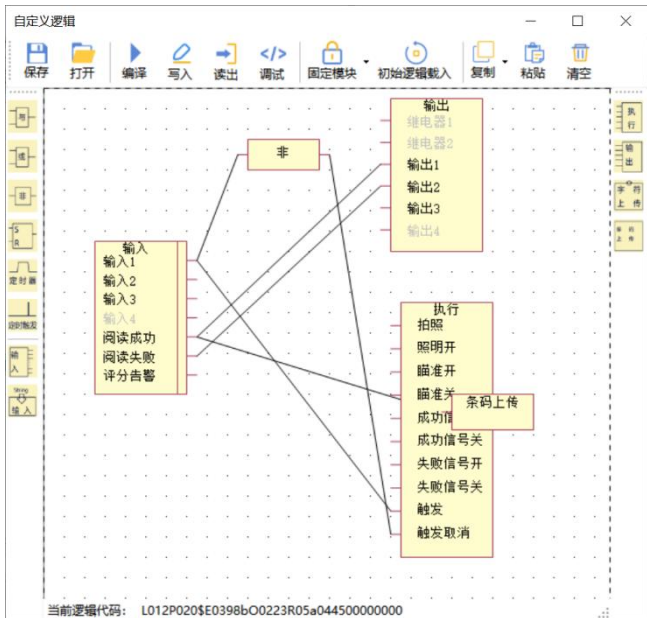 自定义逻辑
保存 打开 编译 写入 读出 调试 固定模块 初始逻辑载入 复制 粘贴 清空
与
或
非
S
R
定时器
定时触发
输
入
String
输入
非
输入
输入1
输入2
输入3
输入4
阅读成功
阅读失败
评分告警
输出
继电器1
继电器2
输出1
输出2
输出3
输出4
执行
拍照
照明开
瞄准开
瞄准关
条码上传
成功信
成功信号关
失败信号开
失败信号关
触发
触发取消
执
行
输
出
字 符
上 传
上 传
当前逻辑代码： L012P020$E0398bO0223R05a044500000000